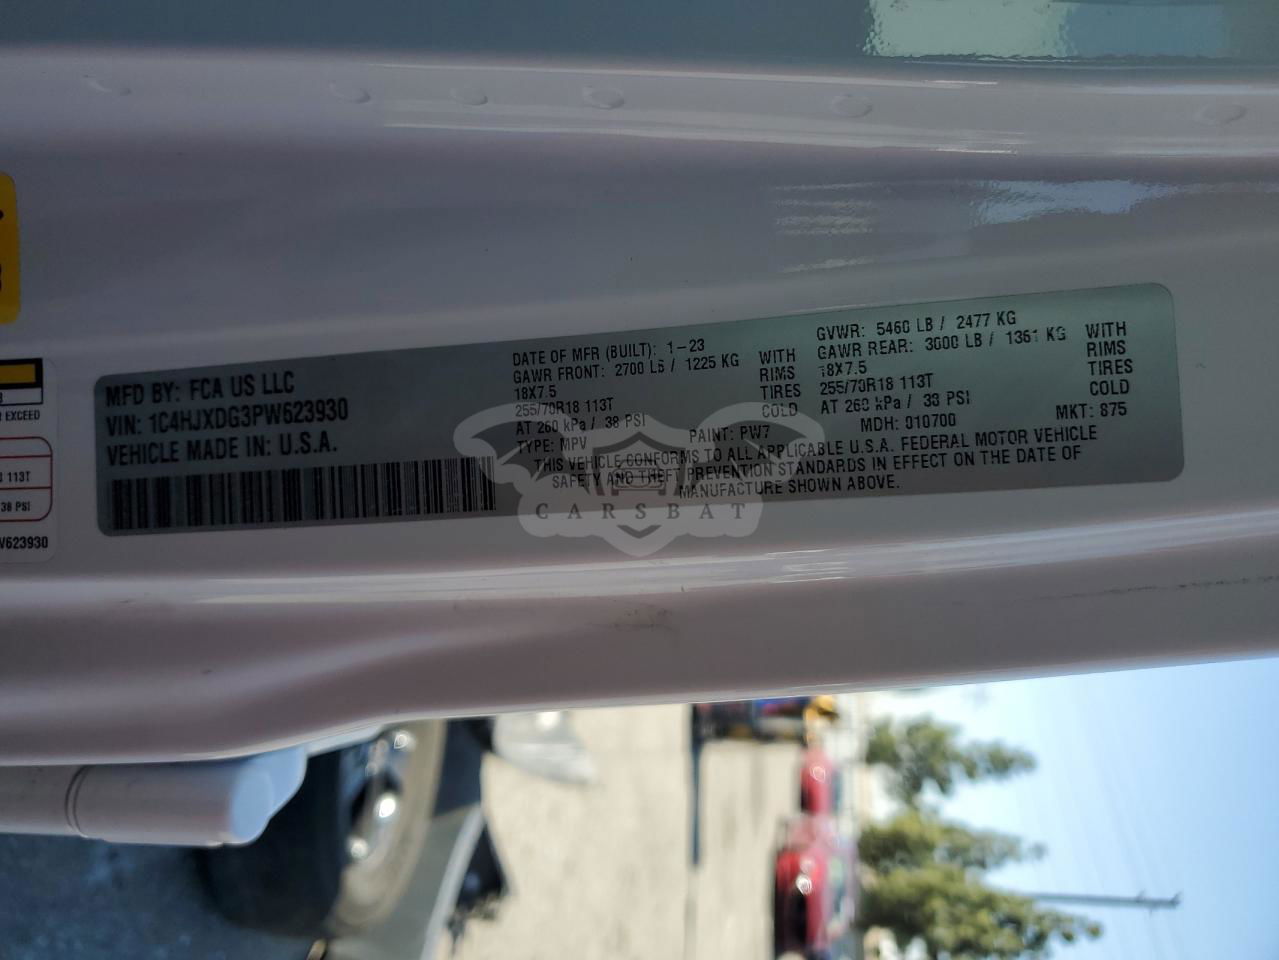 MFD BY: FCA US LLC
VIN: 1C4HJXDG3PW623930
VEHICLE MADE IN: U.S.A.
DATE OF MFR (BUILT): 1-23
GAWR FRONT: 2700 LB / 1225 KG WITH
18X7.5 RIMS
255/70R18 113T TIRES
AT 260 kPa / 38 PSI COLD
TYPE: MPV PAINT: PW7
GVWR: 5460 LB / 2477 KG
GAWR REAR: 3000 LB / 1361 KG WITH
18X7.5 RIMS
255/70R18 113T TIRES
AT 260 kPa / 38 PSI COLD
MDH: 010700 MKT: 875
THIS VEHICLE CONFORMS TO ALL APPLICABLE U.S.A. FEDERAL MOTOR VEHICLE
SAFETY AND THEFT PREVENTION STANDARDS IN EFFECT ON THE DATE OF
MANUFACTURE SHOWN ABOVE.
CARSBAT
R EXCEED
113T
38 PSI
W623930